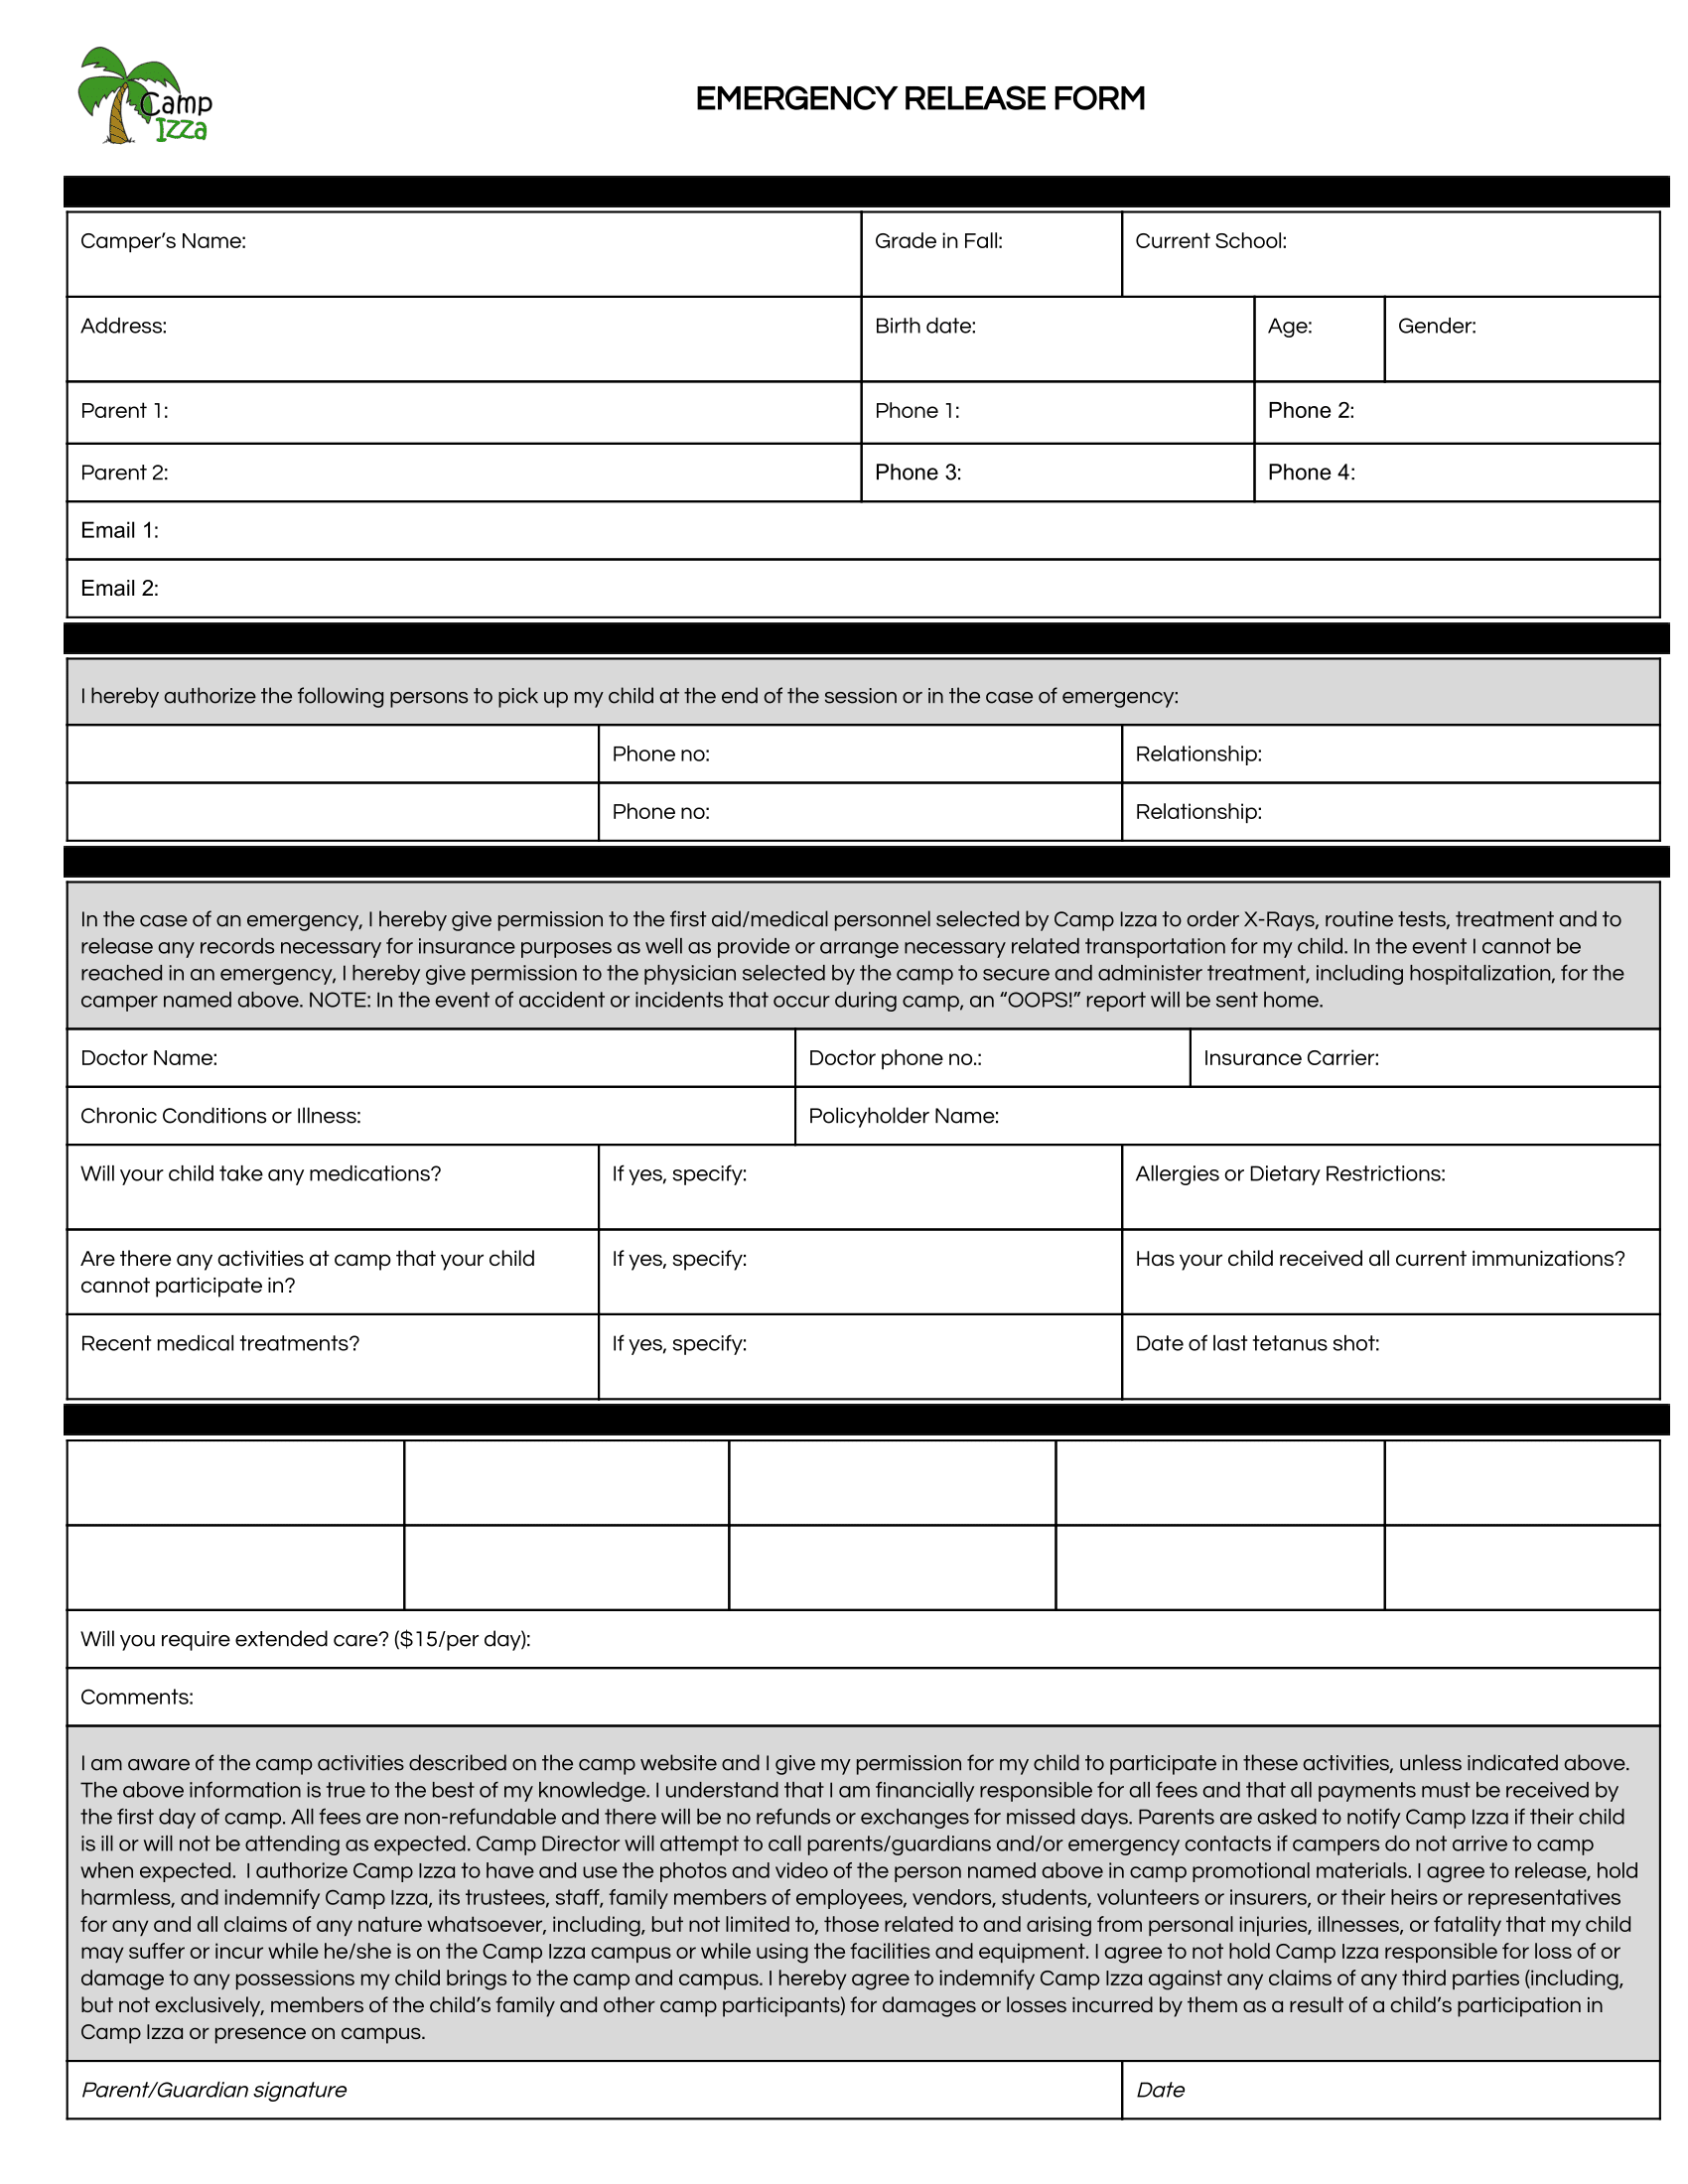 Camp
Izza
EMERGENCY RELEASE FORM
Camper’s Name:
Grade in Fall:
Current School:
Address:
Birth date:
Age:
Gender:
Parent 1:
Phone 1:
Phone 2:
Parent 2:
Phone 3:
Phone 4:
Email 1:
Email 2:
I hereby authorize the following persons to pick up my child at the end of the session or in the case of emergency:
Phone no:
Relationship:
Phone no:
Relationship:
In the case of an emergency, I hereby give permission to the first aid/medical personnel selected by Camp Izza to order X-Rays, routine tests, treatment and to
release any records necessary for insurance purposes as well as provide or arrange necessary related transportation for my child. In the event I cannot be
reached in an emergency, I hereby give permission to the physician selected by the camp to secure and administer treatment, including hospitalization, for the
camper named above. NOTE: In the event of accident or incidents that occur during camp, an “OOPS!” report will be sent home.
Doctor Name:
Doctor phone no.:
Insurance Carrier:
Chronic Conditions or Illness:
Policyholder Name:
Will your child take any medications?
If yes, specify:
Allergies or Dietary Restrictions:
Are there any activities at camp that your child
cannot participate in?
If yes, specify:
Has your child received all current immunizations?
Recent medical treatments?
If yes, specify:
Date of last tetanus shot:
Will you require extended care? ($15/per day):
Comments:
I am aware of the camp activities described on the camp website and I give my permission for my child to participate in these activities, unless indicated above.
The above information is true to the best of my knowledge. I understand that I am financially responsible for all fees and that all payments must be received by
the first day of camp. All fees are non-refundable and there will be no refunds or exchanges for missed days. Parents are asked to notify Camp Izza if their child
is ill or will not be attending as expected. Camp Director will attempt to call parents/guardians and/or emergency contacts if campers do not arrive to camp
when expected.  I authorize Camp Izza to have and use the photos and video of the person named above in camp promotional materials. I agree to release, hold
harmless, and indemnify Camp Izza, its trustees, staff, family members of employees, vendors, students, volunteers or insurers, or their heirs or representatives
for any and all claims of any nature whatsoever, including, but not limited to, those related to and arising from personal injuries, illnesses, or fatality that my child
may suffer or incur while he/she is on the Camp Izza campus or while using the facilities and equipment. I agree to not hold Camp Izza responsible for loss of or
damage to any possessions my child brings to the camp and campus. I hereby agree to indemnify Camp Izza against any claims of any third parties (including,
but not exclusively, members of the child’s family and other camp participants) for damages or losses incurred by them as a result of a child’s participation in
Camp Izza or presence on campus.
Parent/Guardian signature
Date